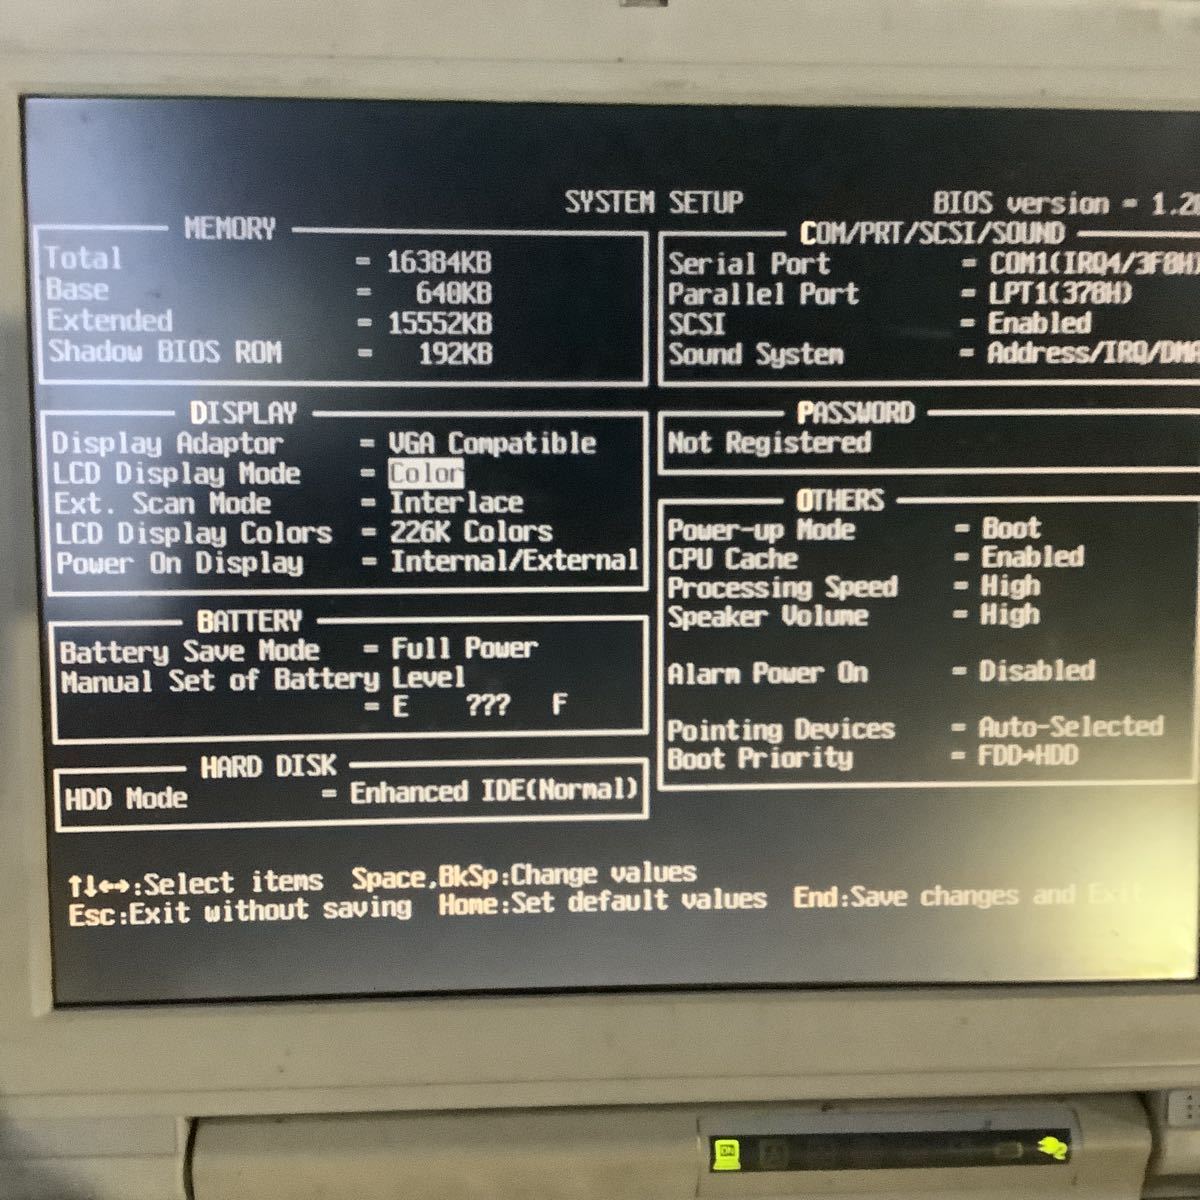 SYSTEM SETUP BIOS version = 1.20
MEMORY
Total = 16384KB
Base = 640KB
Extended = 15552KB
Shadow BIOS ROM = 192KB
DISPLAY
Display Adaptor = VGA Compatible
LCD Display Mode = Color
Ext. Scan Mode = Interlace
LCD Display Colors = 226K Colors
Power On Display = Internal/External
BATTERY
Battery Save Mode = Full Power
Manual Set of Battery Level
= E ??? F
HARD DISK
HDD Mode = Enhanced IDE(Normal)
COM/PRT/SCSI/SOUND
Serial Port = COM1(IRQ4/3F8H)
Parallel Port = LPT1(378H)
SCSI = Enabled
Sound System = Address/IRQ/DMA
PASSWORD
Not Registered
OTHERS
Power-up Mode = Boot
CPU Cache = Enabled
Processing Speed = High
Speaker Volume = High
Alarm Power On = Disabled
Pointing Devices = Auto-Selected
Boot Priority = FDD→HDD
↑↓←→:Select items Space,BkSp:Change values
Esc:Exit without saving Home:Set default values End:Save changes and Exit